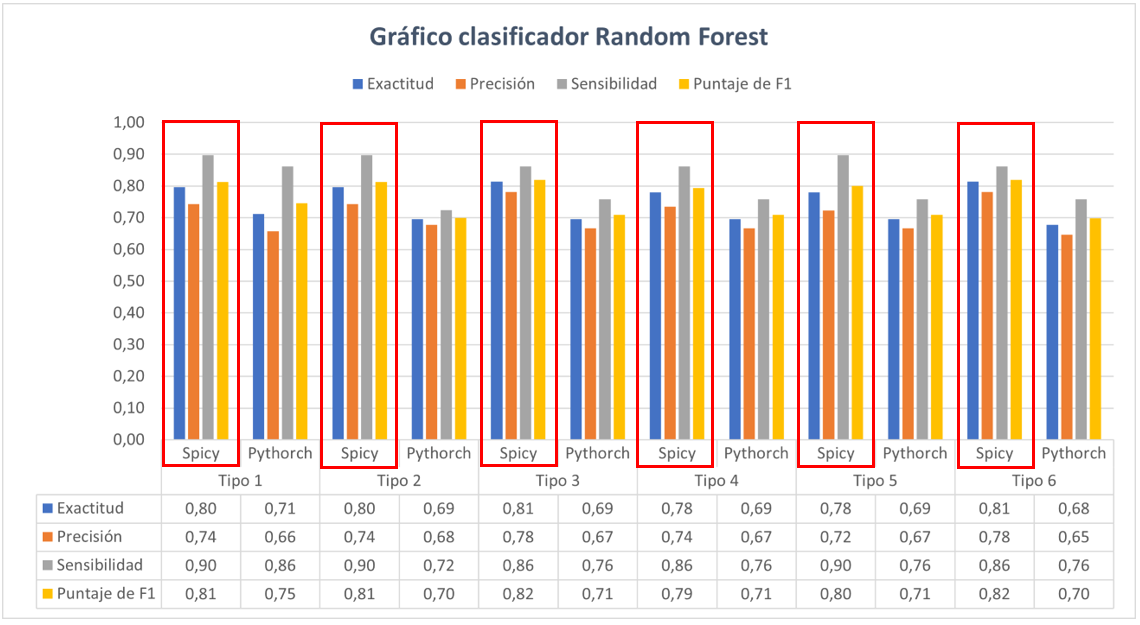 Gráfico clasificador Random Forest
Exactitud Precisión Sensibilidad Puntaje de F1
1,00
0,90
0,80
0,70
0,60
0,50
0,40
0,30
0,20
0,10
0,00
Spicy Pythorch Spicy Pythorch Spicy Pythorch Spicy Pythorch Spicy Pythorch Spicy Pythorch
Tipo 1 Tipo 2 Tipo 3 Tipo 4 Tipo 5 Tipo 6
Exactitud 0,80 0,71 0,80 0,69 0,81 0,69 0,78 0,69 0,78 0,69 0,81 0,68
Precisión 0,74 0,66 0,74 0,68 0,78 0,67 0,74 0,67 0,72 0,67 0,78 0,65
Sensibilidad 0,90 0,86 0,90 0,72 0,86 0,76 0,86 0,76 0,90 0,76 0,86 0,76
Puntaje de F1 0,81 0,75 0,81 0,70 0,82 0,71 0,79 0,71 0,80 0,71 0,82 0,70